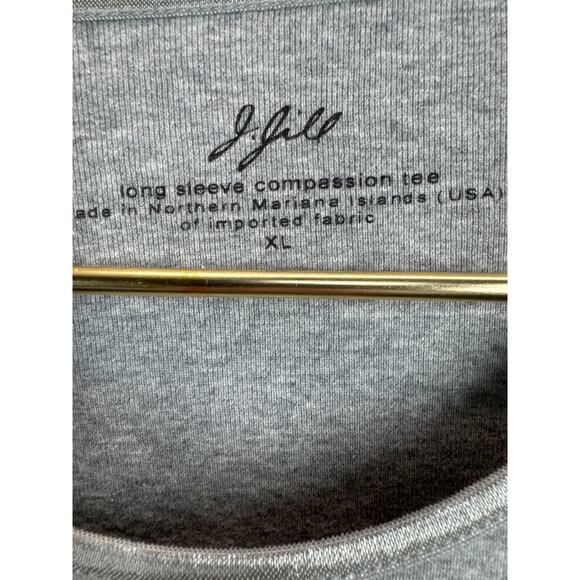 J.Jill
long sleeve compassion tee
ade in Northern Mariana Islands (USA)
of imported fabric
XL